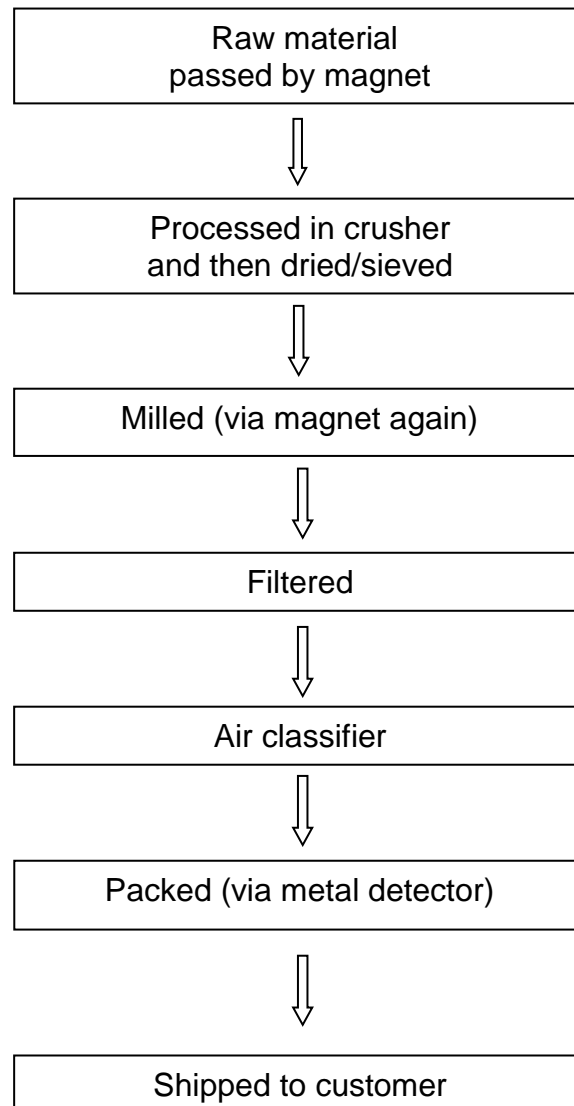 Raw material
passed by magnet
Processed in crusher
and then dried/sieved
Milled (via magnet again)
Filtered
Air classifier
Packed (via metal detector)
Shipped to customer